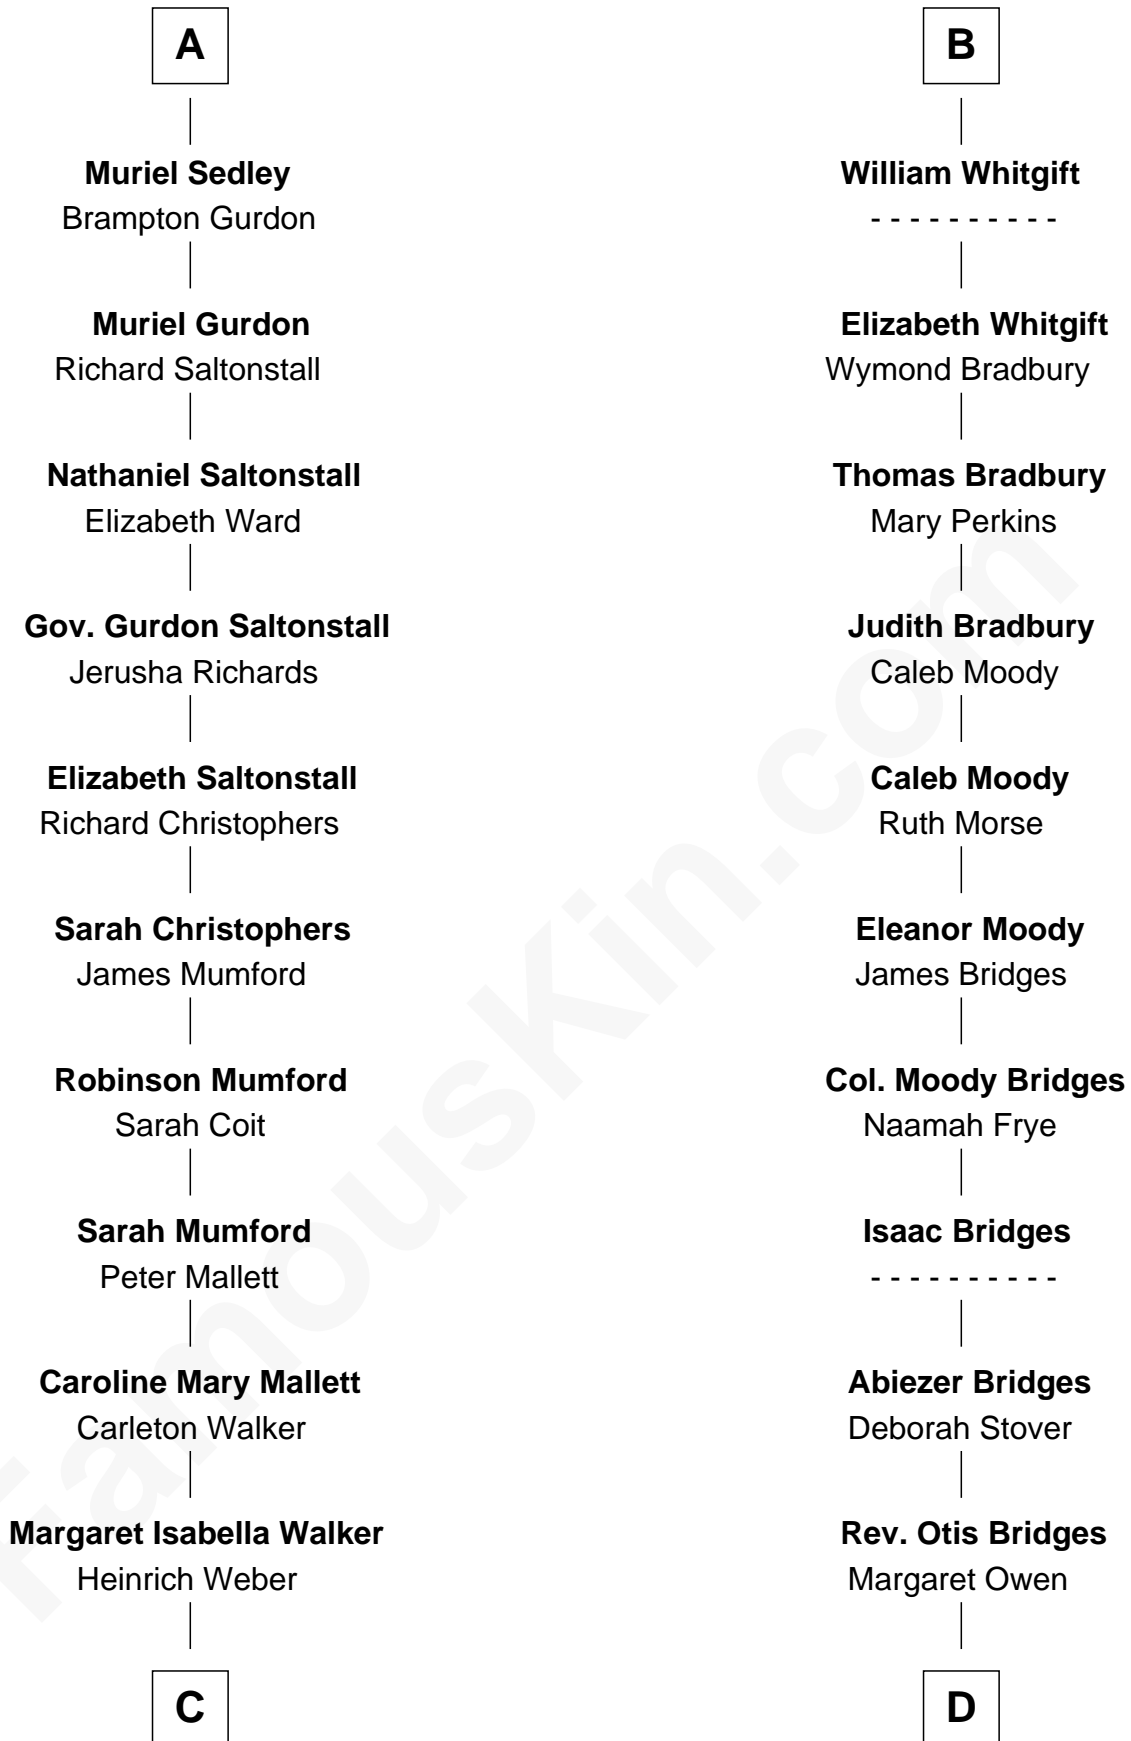 A
Muriel Sedley
Brampton Gurdon
Muriel Gurdon
Richard Saltonstall
Nathaniel Saltonstall
Elizabeth Ward
Gov. Gurdon Saltonstall
Jerusha Richards
Elizabeth Saltonstall
Richard Christophers
Sarah Christophers
James Mumford
Robinson Mumford
Sarah Coit
Sarah Mumford
Peter Mallett
Caroline Mary Mallett
Carleton Walker
Margaret Isabella Walker
Heinrich Weber
C
B
William Whitgift
- - - - - - - - - -
Elizabeth Whitgift
Wymond Bradbury
Thomas Bradbury
Mary Perkins
Judith Bradbury
Caleb Moody
Caleb Moody
Ruth Morse
Eleanor Moody
James Bridges
Col. Moody Bridges
Naamah Frye
Isaac Bridges
- - - - - - - - - -
Abiezer Bridges
Deborah Stover
Rev. Otis Bridges
Margaret Owen
D
FamousKin.com